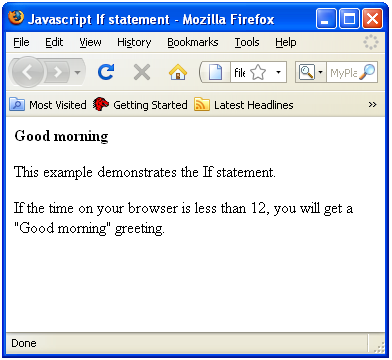 Javascript If statement - Mozilla Firefox
File Edit View History Bookmarks Tools Help
file MyPla
Most Visited Getting Started Latest Headlines »
Good morning
This example demonstrates the If statement.
If the time on your browser is less than 12, you will get a
"Good morning" greeting.
Done